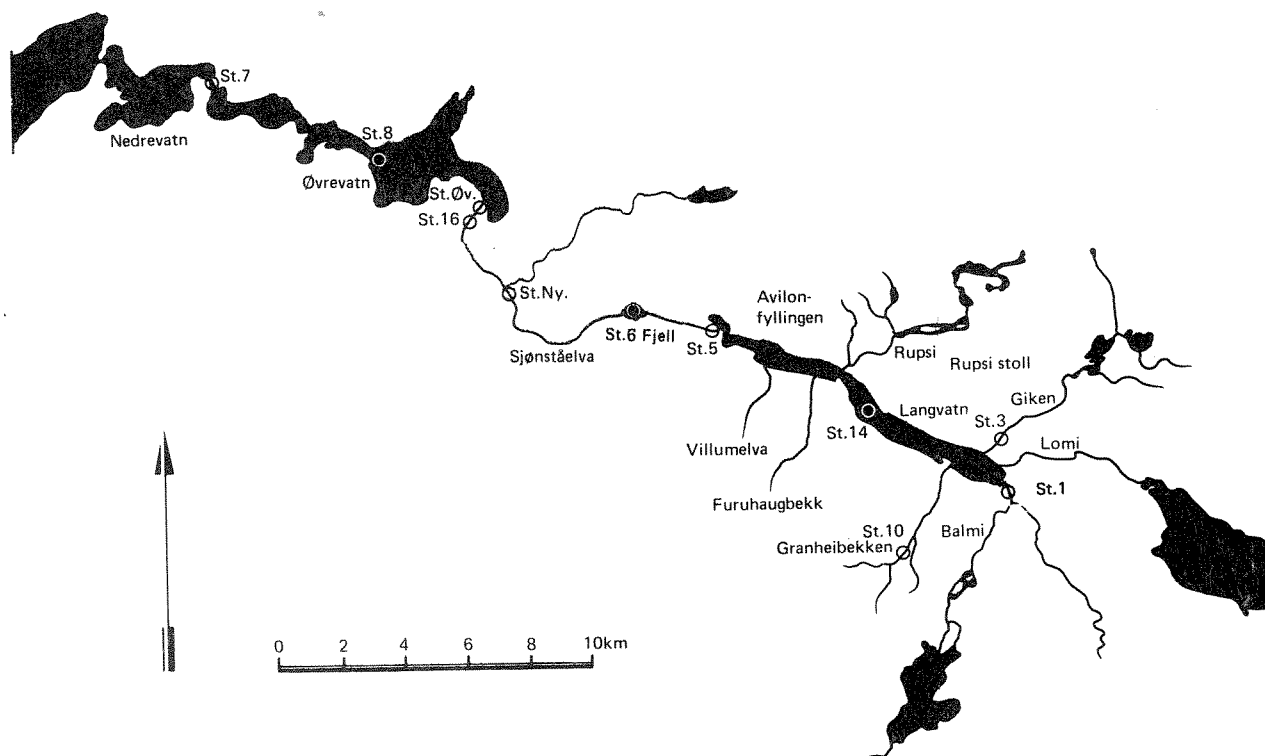 St.7
Nedrevatn
St.8
Øvrevatn
St.Øv.
St.16
St.Ny.
Avilon-
fyllingen
St.6 Fjell
St.5
Sjønståelva
Rupsi
Rupsi stoll
Giken
Langvatn
St.14
St.3
Lomi
Villumelva
Furuhaugbekk
St.1
St.10
Balmi
Granheibekken
0 2 4 6 8 10km